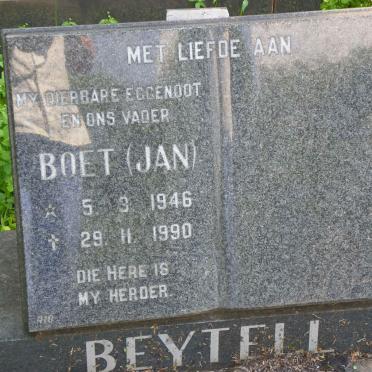 MET LIEFDE AAN
MY DIERBARE EGGENOOT
EN ONS VADER
BOET (JAN)
☆ 5. 3. 1946
✝ 29. 11. 1990
DIE HERE IS
MY HERDER.
BEYTELL